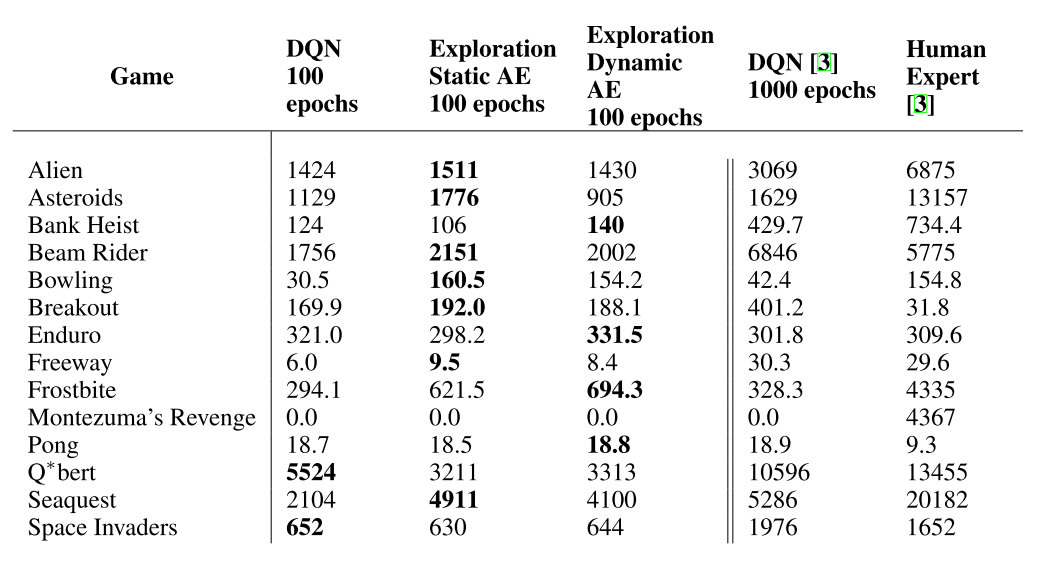 Game DQN 100 epochs Exploration Static AE 100 epochs Exploration Dynamic AE 100 epochs DQN [3] 1000 epochs Human Expert [3]
Alien 1424 1511 1430 3069 6875
Asteroids 1129 1776 905 1629 13157
Bank Heist 124 106 140 429.7 734.4
Beam Rider 1756 2151 2002 6846 5775
Bowling 30.5 160.5 154.2 42.4 154.8
Breakout 169.9 192.0 188.1 401.2 31.8
Enduro 321.0 298.2 331.5 301.8 309.6
Freeway 6.0 9.5 8.4 30.3 29.6
Frostbite 294.1 621.5 694.3 328.3 4335
Montezuma's Revenge 0.0 0.0 0.0 0.0 4367
Pong 18.7 18.5 18.8 18.9 9.3
Q*bert 5524 3211 3313 10596 13455
Seaquest 2104 4911 4100 5286 20182
Space Invaders 652 630 644 1976 1652